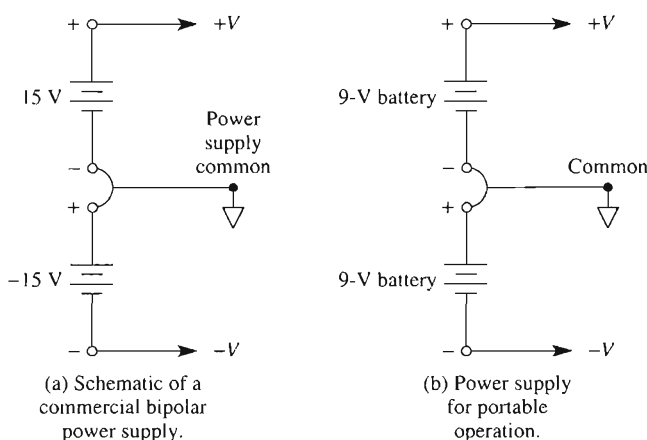 + +V
15 V
Power
supply
common
−
+
−15 V
− −V
(a) Schematic of a
commercial bipolar
power supply.
+ +V
9-V battery
Common
−
+
9-V battery
− −V
(b) Power supply
for portable
operation.